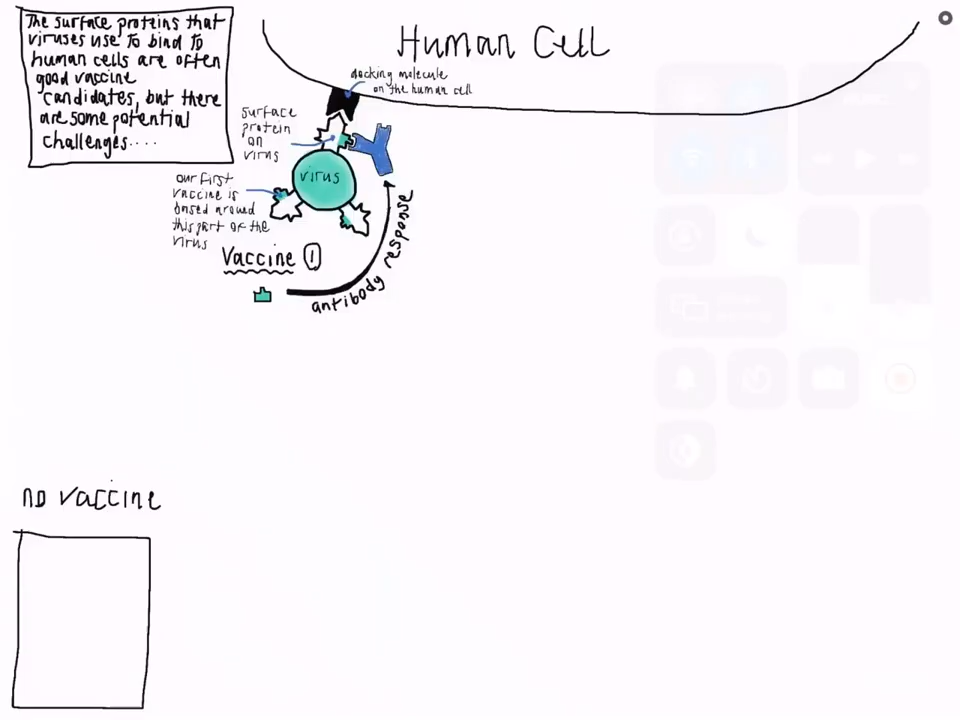 The surface proteins that
viruses use to bind to
human cells are often
good vaccine
candidates, but there
are some potential
challenges....
Human Cell
docking molecule
on the human cell
surface
protein
on
virus
virus
our first
vaccine is
based around
this part of the
virus
Vaccine 1
antibody response
no vaccine